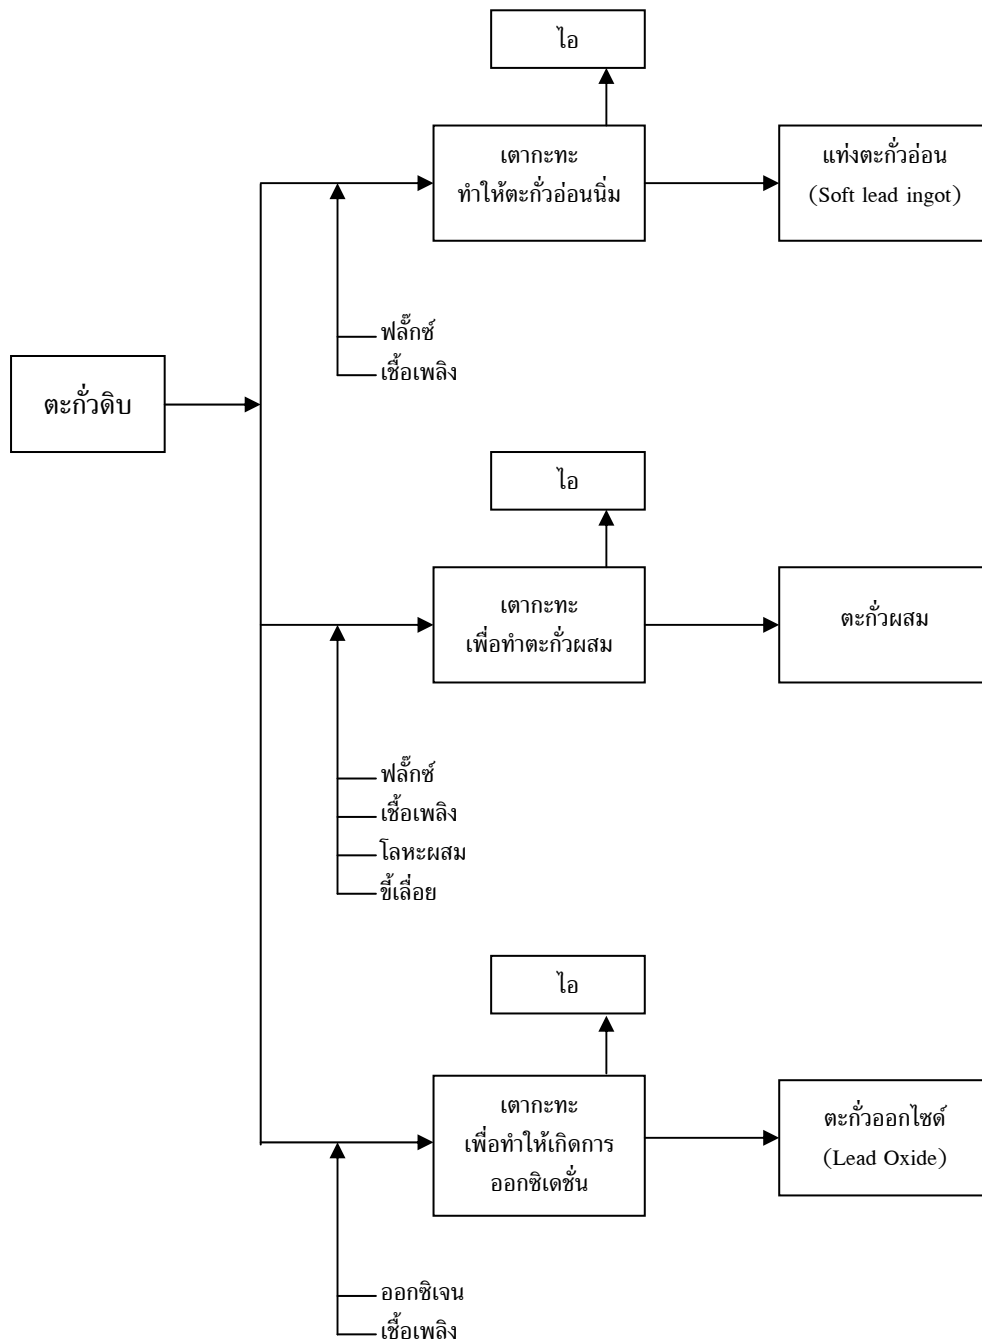 ไอ
เตากะทะ
ทำให้ตะกั่วอ่อนนิ่ม
แท่งตะกั่วอ่อน
(Soft lead ingot)
ฟลั๊กซ์
เชื้อเพลิง
ตะกั่วดิบ
ไอ
เตากะทะ
เพื่อทำตะกั่วผสม
ตะกั่วผสม
ฟลั๊กซ์
เชื้อเพลิง
โลหะผสม
ขี้เลื่อย
ไอ
เตากะทะ
เพื่อทำให้เกิดการ
ออกซิเดชั่น
ตะกั่วออกไซด์
(Lead Oxide)
ออกซิเจน
เชื้อเพลิง